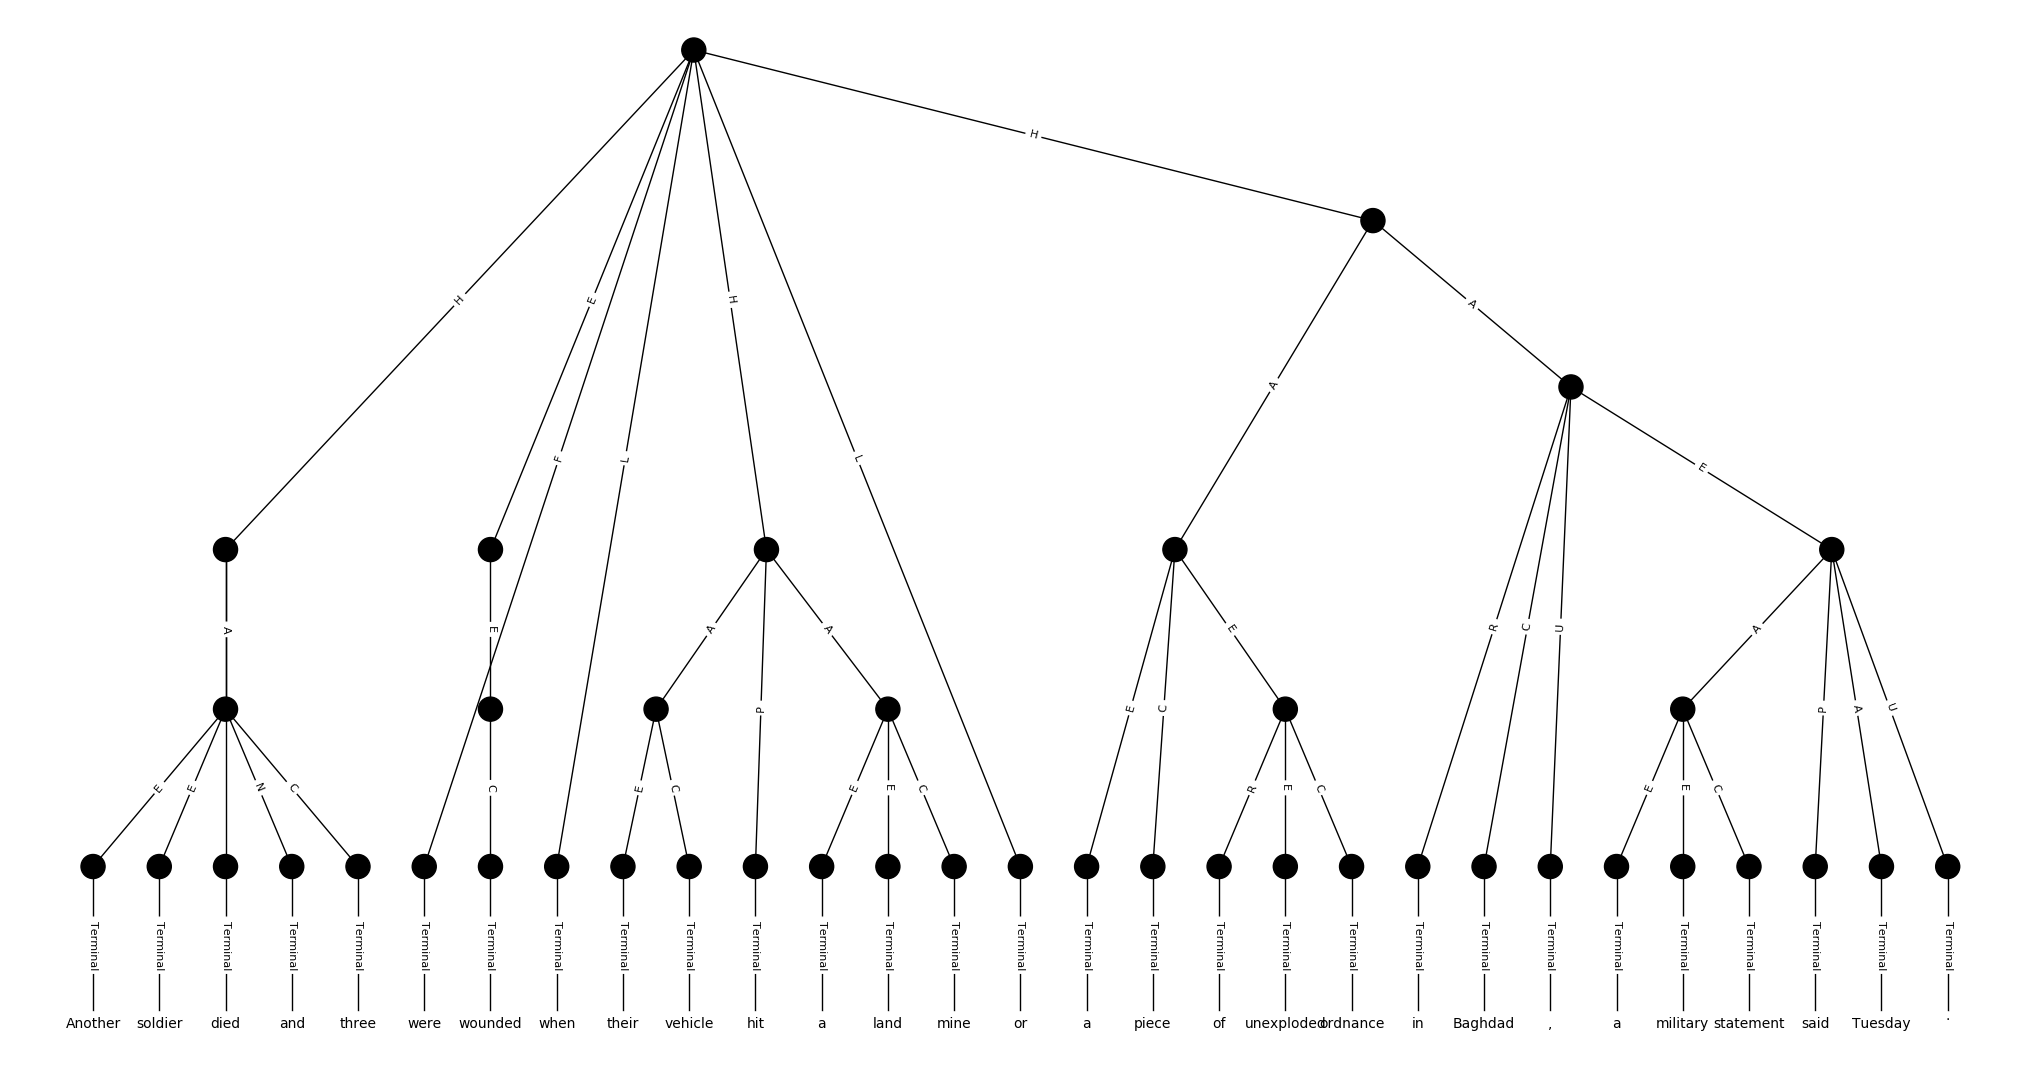 H
H
E
H
A
A
F
L
L
E
A
E
A
A
R
C
U
A
E
C
P
P
A
U
E
E
N
C
C
E
C
E
E
C
R
E
C
E
E
C
Terminal Terminal Terminal Terminal Terminal Terminal Terminal Terminal Terminal Terminal Terminal Terminal Terminal Terminal Terminal Terminal Terminal Terminal Terminal Terminal Terminal Terminal Terminal Terminal Terminal Terminal Terminal Terminal Terminal
Another soldier died and three were wounded when their vehicle hit a land mine or a piece of unexploded ordnance in Baghdad , a military statement said Tuesday .